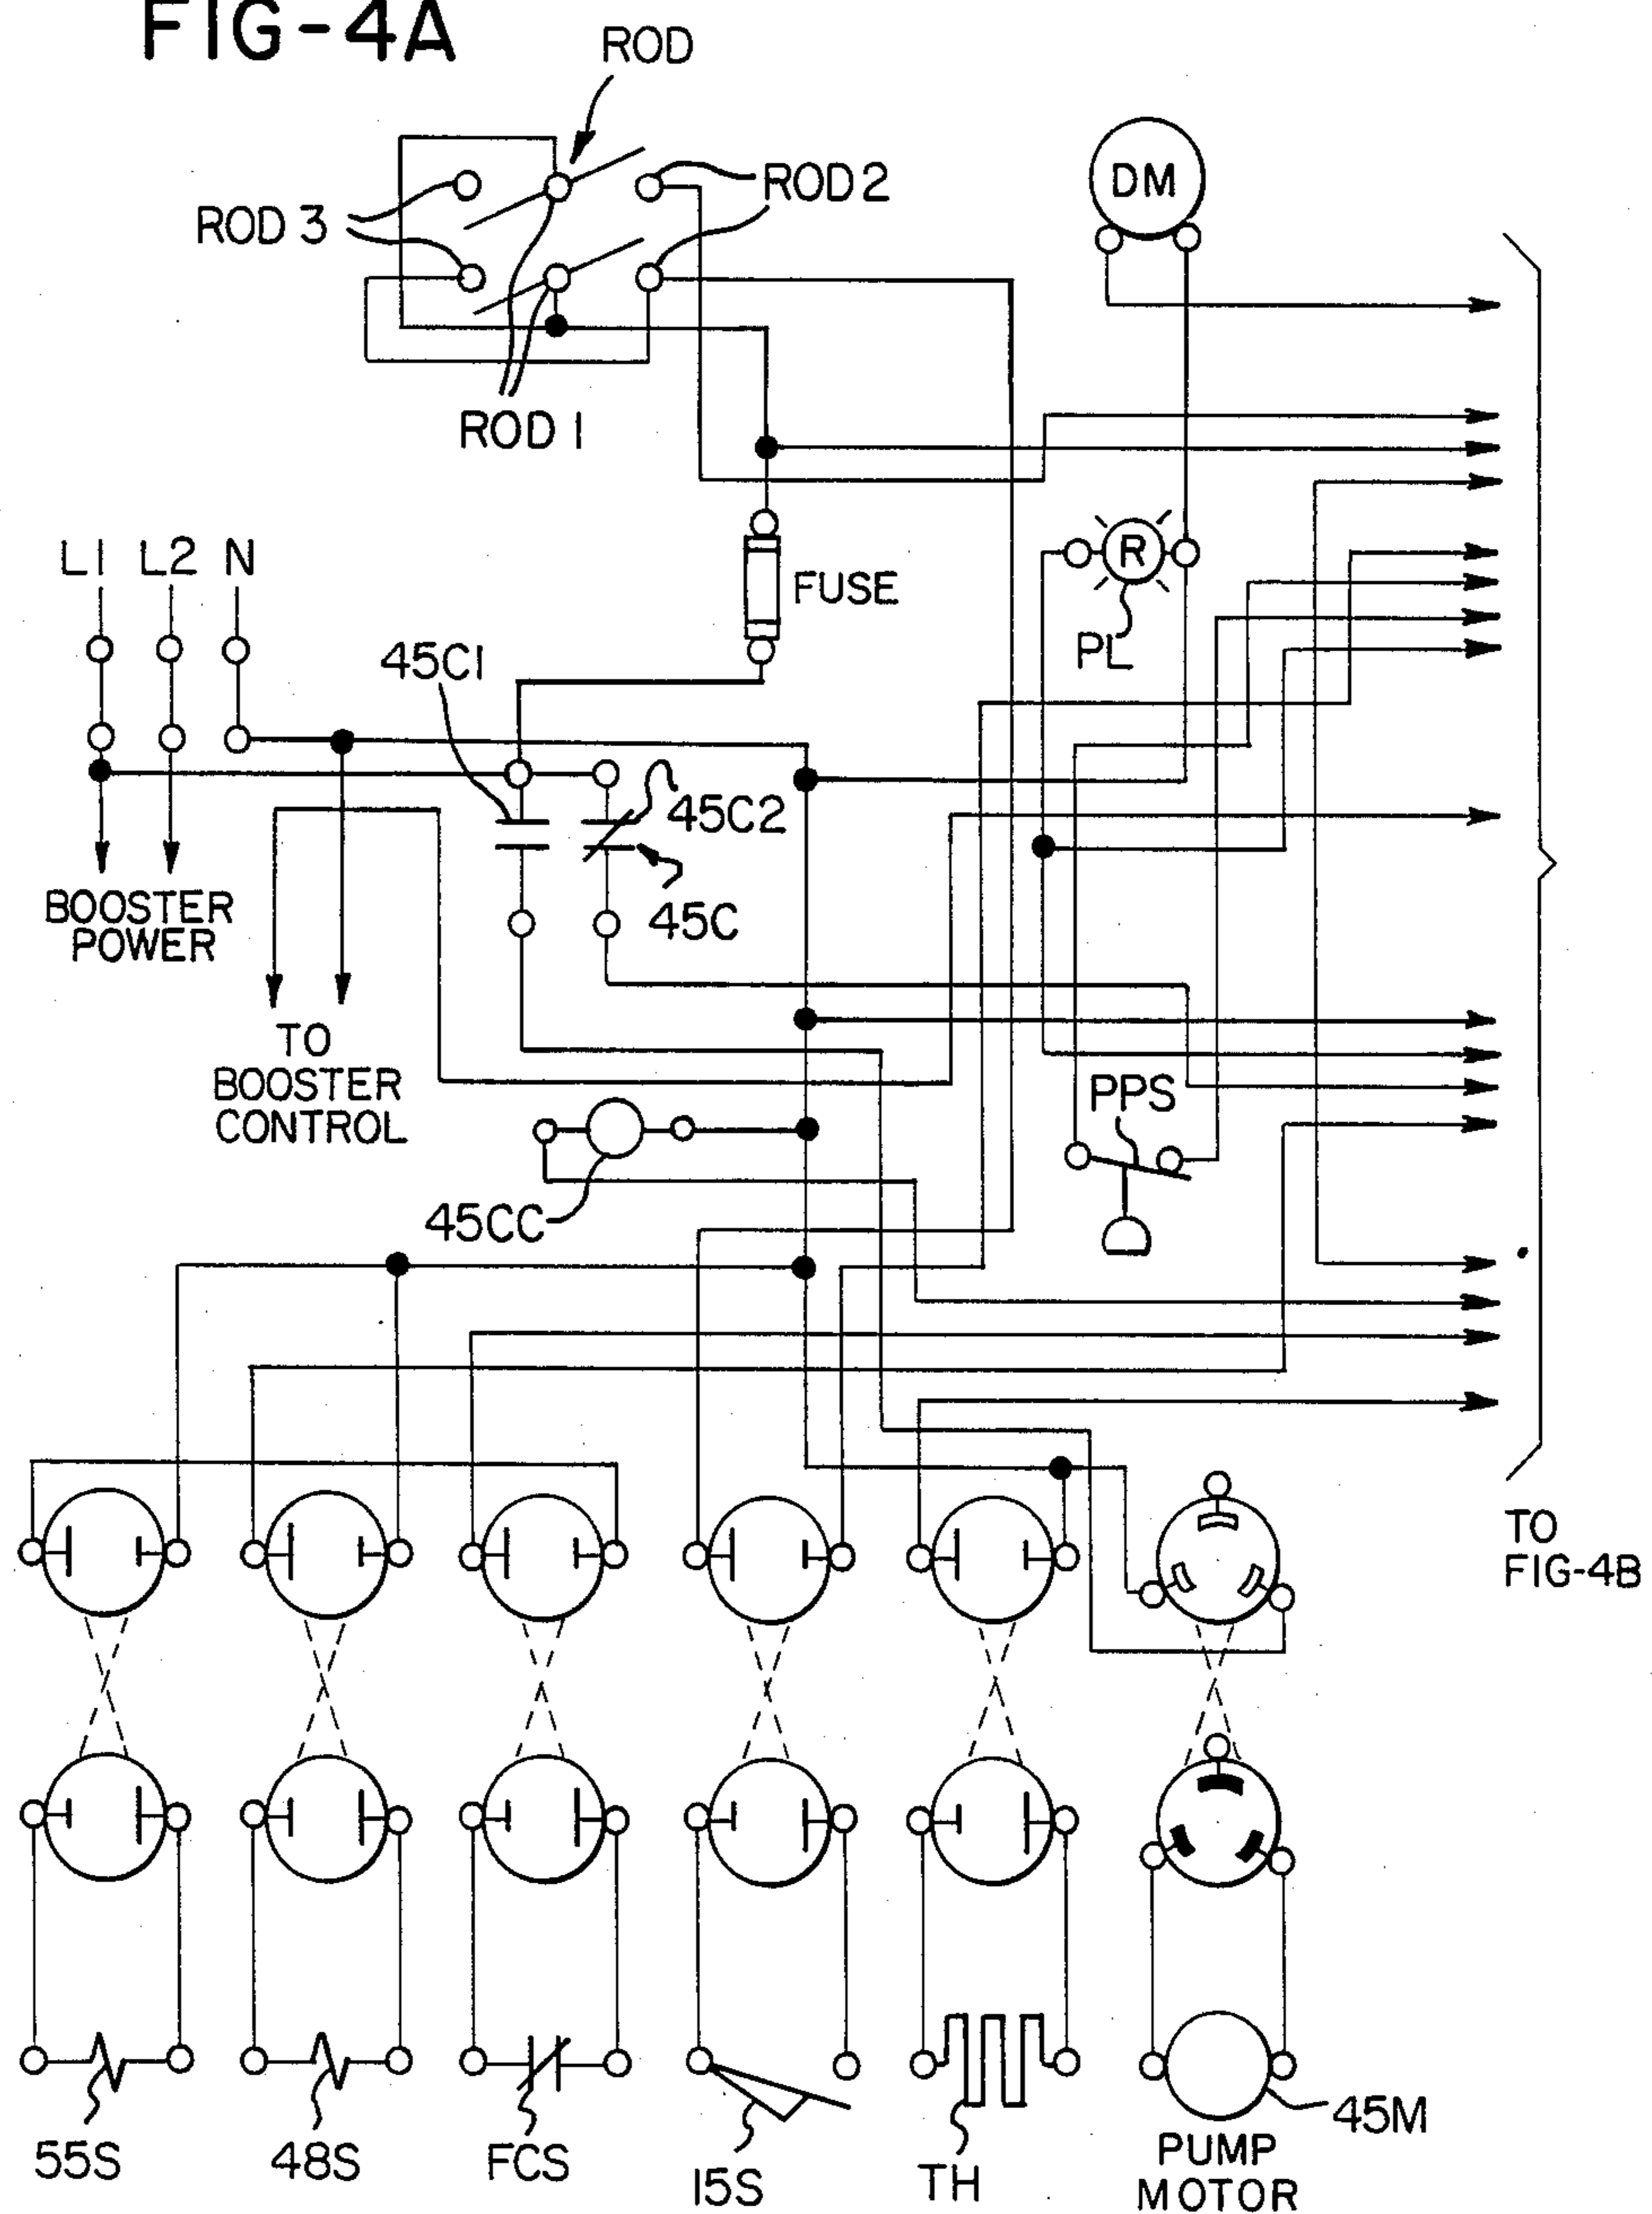 FIG-4A
ROD
DM
ROD 3
ROD 2
ROD 1
L1 L2 N
FUSE
R
PL
45C1
45C2
45C
BOOSTER
POWER
TO
BOOSTER
CONTROL
PPS
45CC
TO
FIG-4B
55S
48S
FCS
15S
TH
45M
PUMP
MOTOR